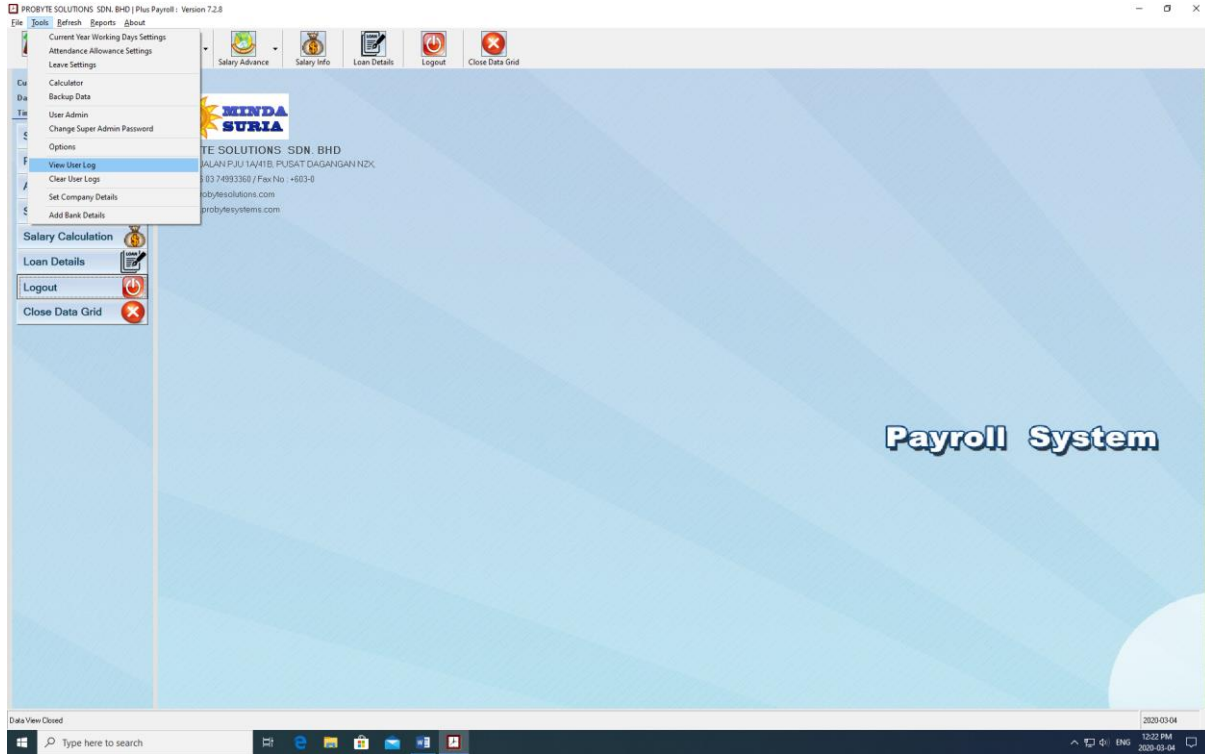 PROBYTE SOLUTIONS SDN. BHD | Plus Payroll : Version 7.2.8
File Tools Refresh Reports About
Current Year Working Days Settings
Attendance Allowance Settings
Leave Settings
Calculator
Backup Data
User Admin
Change Super Admin Password
Options
View User Log
Clear User Logs
Set Company Details
Add Bank Details
Salary Advance
Salary Info
Loan Details
Logout
Close Data Grid
MINDA
SURIA
TE SOLUTIONS SDN. BHD
JALAN PJU 1A/41B, PUSAT DAGANGAN NZX,
03 74993360 / Fax No : +603-0
robytesolutions.com
probytesystems.com
Salary Calculation
Loan Details
Logout
Close Data Grid
Payroll System
Data View Closed
2020-03-04
Type here to search
ENG
12:22 PM
2020-03-04